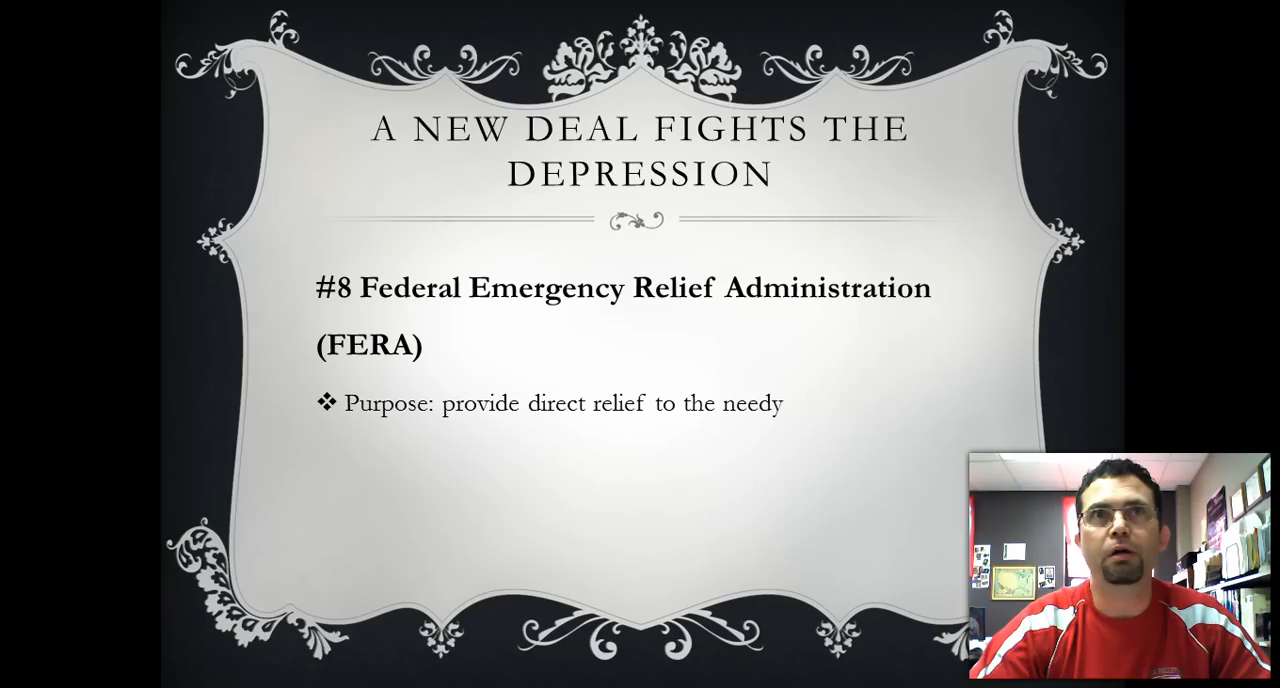 A NEW DEAL FIGHTS THE
DEPRESSION
#8 Federal Emergency Relief Administration
(FERA)
❖ Purpose: provide direct relief to the needy